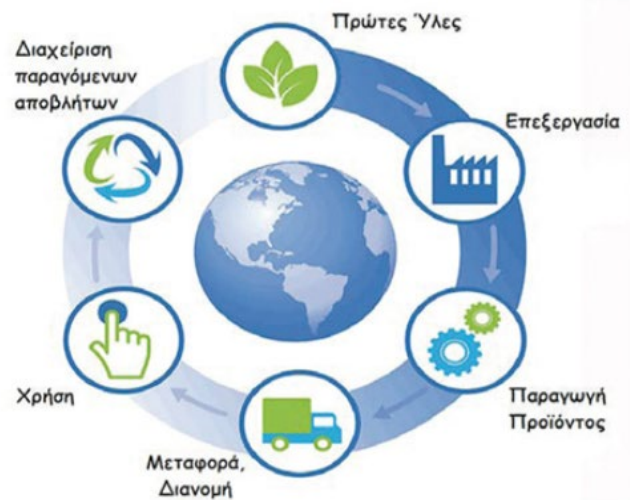 Πρώτες Ύλες
Επεξεργασία
Παραγωγή
Προϊόντος
Μεταφορά,
Διανομή
Χρήση
Διαχείριση
παραγόμενων
αποβλήτων